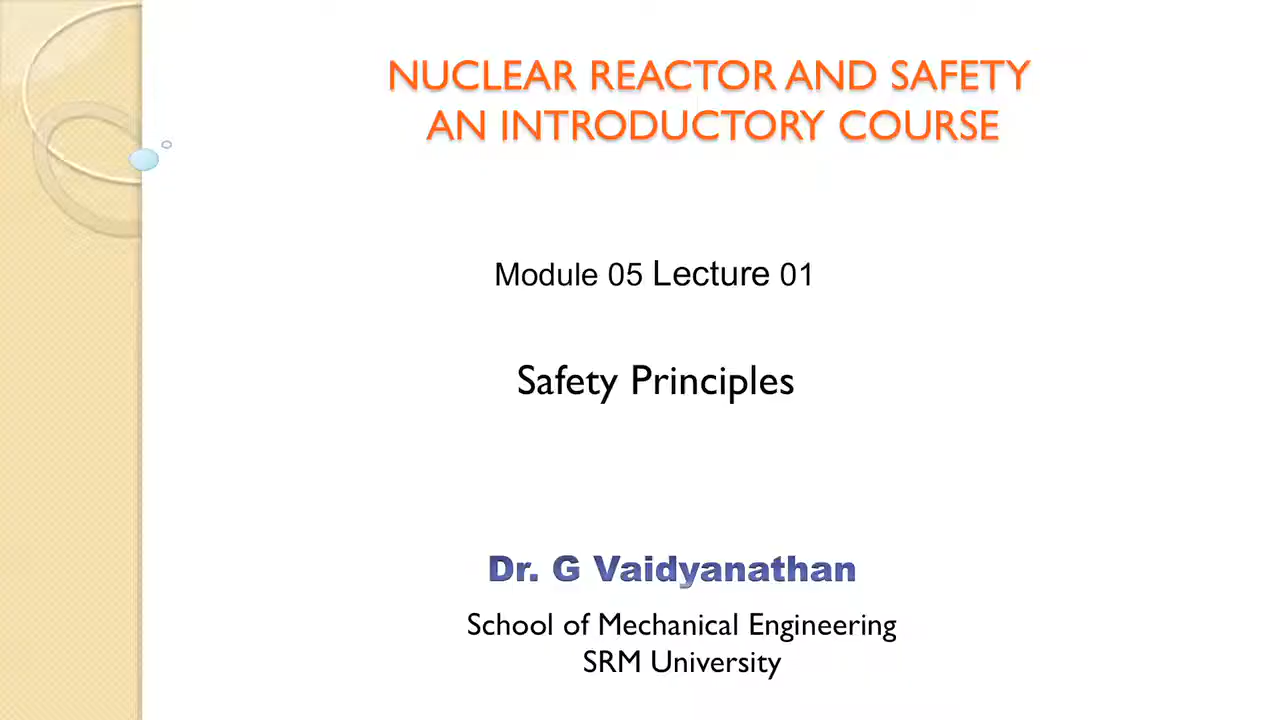 NUCLEAR REACTOR AND SAFETY
AN INTRODUCTORY COURSE
Module 05 Lecture 01
Safety Principles
Dr. G Vaidyanathan
School of Mechanical Engineering
SRM University